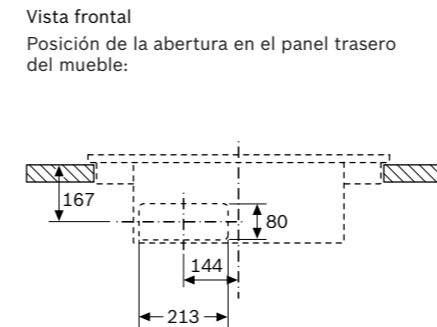 Vista frontal
Posición de la abertura en el panel trasero
del mueble:
167
80
144
213